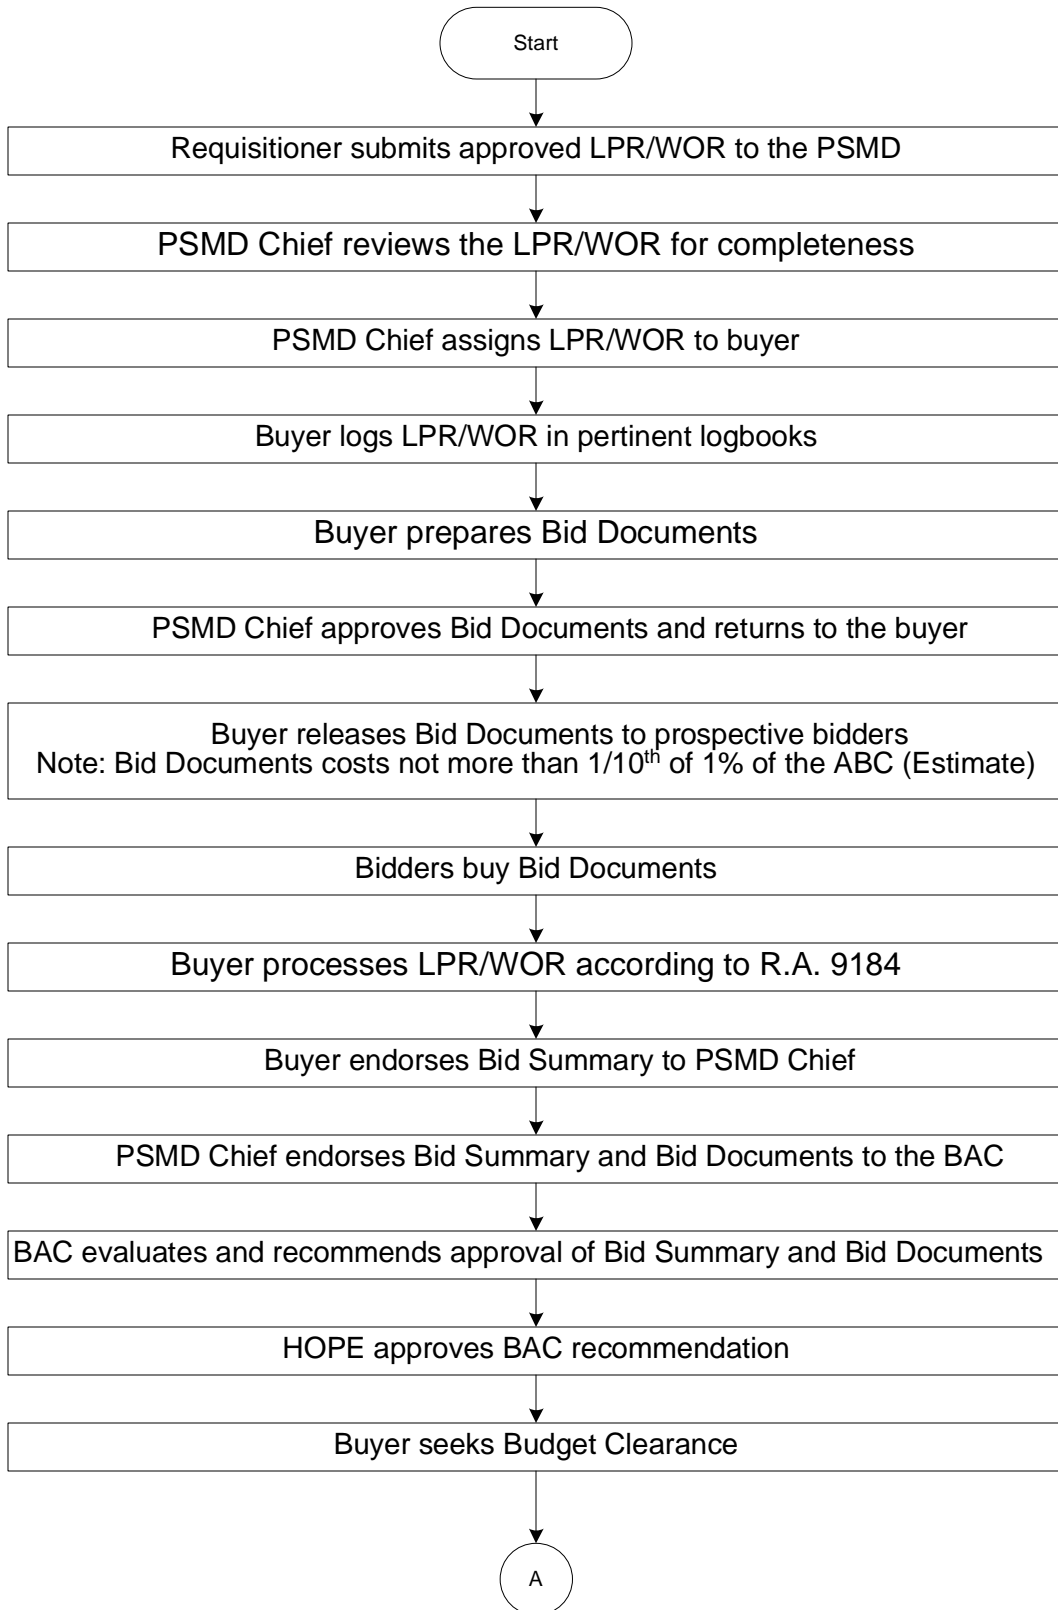 Start
Requisitioner submits approved LPR/WOR to the PSMD
PSMD Chief reviews the LPR/WOR for completeness
PSMD Chief assigns LPR/WOR to buyer
Buyer logs LPR/WOR in pertinent logbooks
Buyer prepares Bid Documents
PSMD Chief approves Bid Documents and returns to the buyer
Buyer releases Bid Documents to prospective bidders
Note: Bid Documents costs not more than 1/10th of 1% of the ABC (Estimate)
Bidders buy Bid Documents
Buyer processes LPR/WOR according to R.A. 9184
Buyer endorses Bid Summary to PSMD Chief
PSMD Chief endorses Bid Summary and Bid Documents to the BAC
BAC evaluates and recommends approval of Bid Summary and Bid Documents
HOPE approves BAC recommendation
Buyer seeks Budget Clearance
A